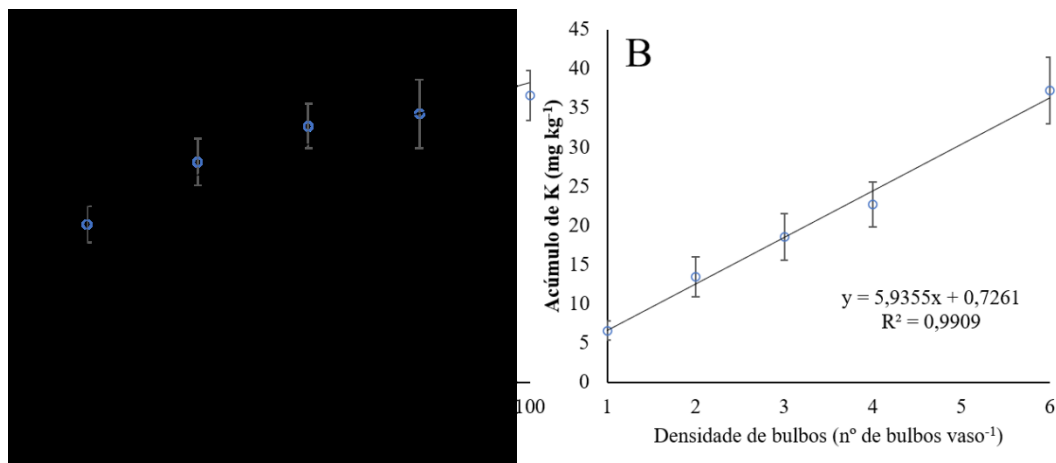 B
Acúmulo de K (mg kg⁻¹)
45
40
35
30
25
20
15
10
5
0
y = 5,9355x + 0,7261
R² = 0,9909
100
1 2 3 4 5 6
Densidade de bulbos (nº de bulbos vaso⁻¹)